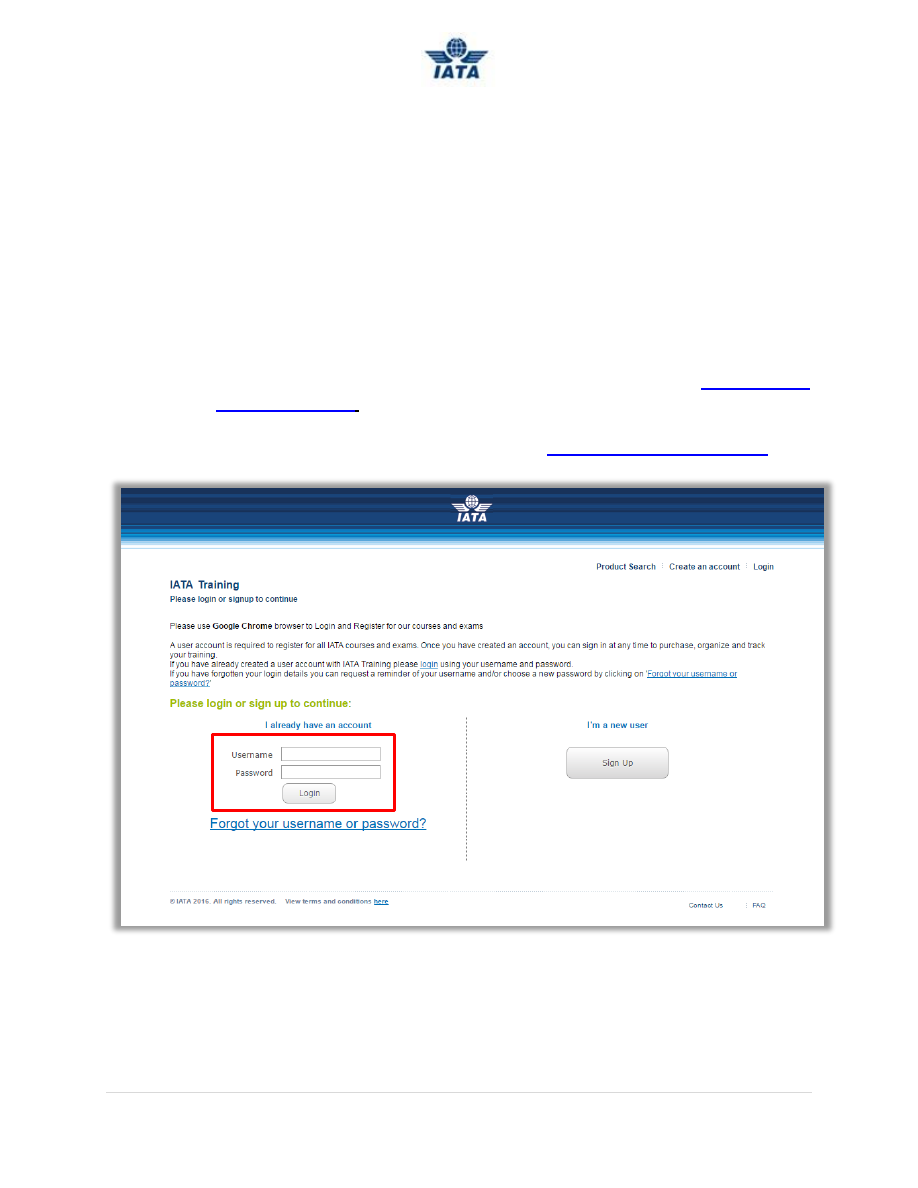 IATA
IATA
Product Search Create an account Login
IATA Training
Please login or signup to continue
Please use Google Chrome browser to Login and Register for our courses and exams
A user account is required to register for all IATA courses and exams. Once you have created an account, you can sign in at any time to purchase, organize and track
your training.
If you have already created a user account with IATA Training please login using your username and password.
If you have forgotten your login details you can request a reminder of your username and/or choose a new password by clicking on 'Forgot your username or
password?'
Please login or sign up to continue:
I already have an account
Username
Password
Login
Forgot your username or password?
I'm a new user
Sign Up
© IATA 2016. All rights reserved. View terms and conditions here
Contact Us FAQ